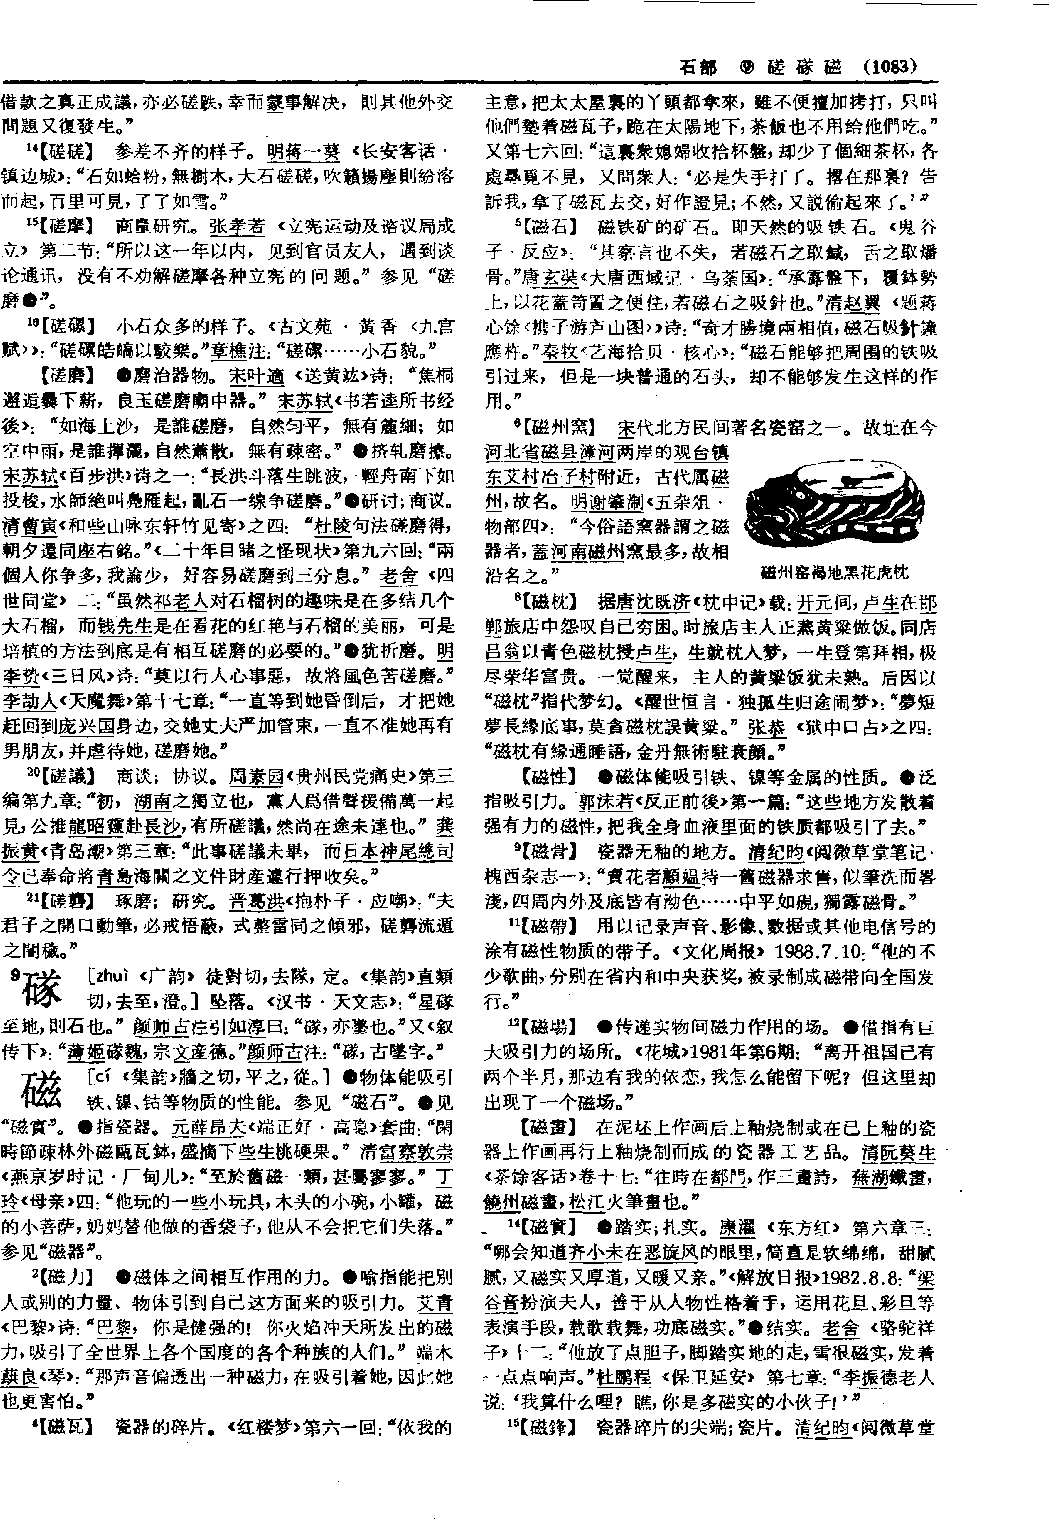 石部 ⑨ 磋 䃍 磁 (1083)
借款之真正成議，亦必磋跌，幸而蒙事解决， 則其他外交
問題又復發生。”
¹⁴【磋磋】 参差不齐的样子。明蒋一葵《长安客话·
镇边城》：“石如蛤粉，無樹木，大石磋磋，吹籟揚塵則紛洛
而起，百里可見，了了如雪。”
¹⁵【磋摩】 商量研究。张孝若《立宪运动及谘议局成
立》第二节：“所以这一年以内，见到官员友人，遇到谈
论通讯，没有不劝解磋摩各种立宪的问题。”参见“磋
磨●”。
【磋磥】 小石众多的样子。《古文苑·黄香〈九宫
賦〉》：“磋磥皓皜以駮樂。”章樵注：“磋磥……小石貌。”
【磋磨】 ●磨治器物。宋叶適《送黄竑》诗：“焦桐
邂逅爨下薪，良玉磋磨廟中器。”宋苏轼《书若逵所书经
後》：“如海上沙，是誰磋磨，自然匀平，無有麤細；如
空中雨，是誰揮灑，自然蕭散，無有疎密。”●挤轧磨擦。
宋苏轼《百步洪》诗之一：“長洪斗落生跳波，輕舟南下如
投梭，水師絶叫鳧雁起，亂石一綫争磋磨。”●研讨；商议。
清曹寅《和些山咏东轩竹见寄》之四：“杜陵句法磋磨得，
朝夕還同座右銘。”《二十年目睹之怪现状》第九六回：“兩
個人你争多，我論少，好容易磋磨到三分息。”老舍《四
世同堂》二：“虽然祁老人对石榴树的趣味是在多结几个
大石榴，而钱先生是在看花的红艳与石榴的美丽，可是
培植的方法到底是有相互磋磨的必要的。”●犹折磨。明
李贽《三日风》诗：“莫以行人心事惡，故將風色苦磋磨。”
李劼人《天魔舞》第十七章：“一直等到她昏倒后，才把她
赶回到庞兴国身边，交她丈夫严加管束，一直不准她再有
男朋友，并虐待她，磋磨她。”
²⁰【磋議】 商谈；协议。周素园《贵州民党痛史》第三
编第九章：“初，湖南之獨立也，黨人爲借聲援備萬一起
見，公推龍昭靈赴長沙，有所磋議，然尚在途未達也。”龚
振黄《青岛潮》第三章：“此事磋議未畢，而日本神尾總司
令已奉命將青島海關之文件財産遽行押收矣。”
²¹【磋礱】 琢磨；研究。晋葛洪《抱朴子·应嘲》：“夫
君子之開口動筆，必戒悟蔽，式整雷同之傾邪，磋礱流遁
之闇穢。”
⁹䃍 [zhuì《广韵》徒對切，去隊，定。《集韵》直類
切，去至，澄。] 坠落。《汉书·天文志》：“星䃍
至地，則石也。”颜师古注引如淳曰：“䃍，亦墜也。”又《叙
传下》：“薄姬䃍魏，宗文産德。”颜师古注：“䃍，古墜字。”
磁 [cí《集韵》牆之切，平之，從。] ●物体能吸引
铁、镍、钴等物质的性能。参见“磁石”。●见
“磁實”。●指瓷器。元薛昂夫《端正好·高隐》套曲：“閑
時節疎林外磁甌瓦鉢，盛摘下些生桃硬果。”清富察敦崇
《燕京岁时记·厂甸儿》：“至於舊磁一類，甚屬寥寥。”丁
玲《母亲》四：“他玩的一些小玩具，木头的小碗，小罐，磁
的小菩萨，奶妈替他做的香袋子，他从不会把它们失落。”
参见“磁器”。
²【磁力】 ●磁体之间相互作用的力。●喻指能把别
人或别的力量、物体引到自己这方面来的吸引力。艾青
《巴黎》诗：“巴黎，你是健强的！你火焰冲天所发出的磁
力，吸引了全世界上各个国度的各个种族的人们。”端木
蕻良《琴》：“那声音偏透出一种磁力，在吸引着她，因此她
也更害怕。”
⁴【磁瓦】 瓷器的碎片。《红楼梦》第六一回：“依我的
主意，把太太屋裏的丫頭都拿來，雖不便擅加拷打，只叫
他們墊着磁瓦子，跪在太陽地下，茶飯也不用給他們吃。”
又第七六回：“這裏衆媳婦收拾杯盤，却少了個細茶杯，各
處尋覓不見，又問衆人：‘必是失手打了。撂在那裏？告
訴我，拿了磁瓦去交，好作證見；不然，又説偷起來了。’”
⁵【磁石】 磁铁矿的矿石。即天然的吸铁石。《鬼谷
子·反应》：“其察言也不失，若磁石之取鍼，舌之取燔
骨。”唐玄奘《大唐西域记·乌荼国》：“承露盤下，覆鉢勢
上，以花蓋笴置之便住，若磁石之吸針也。”清赵翼《题蒋
心馀〈携子游庐山图〉》诗：“奇才勝境兩相值，磁石吸針籥
應杵。”秦牧《艺海拾贝·核心》：“磁石能够把周围的铁吸
引过来，但是一块普通的石头，却不能够发生这样的作
用。”
⁶【磁州窯】 宋代北方民间著名瓷窑之一。故址在今
河北省磁县漳河两岸的观台镇
东艾村冶子村附近，古代属磁
州，故名。明谢肇淛《五杂俎·
物部四》：“今俗語窯器謂之磁
器者，蓋河南磁州窯最多，故相
沿名之。”
磁州窑褐地黑花虎枕
⁸【磁枕】 据唐沈既济《枕中记》载：开元间，卢生在邯
郸旅店中怨叹自己穷困。时旅店主人正蒸黄粱做饭。同店
吕翁以青色磁枕授卢生，生就枕入梦，一生登第拜相，极
尽荣华富贵。一觉醒来，主人的黄粱饭犹未熟。后因以
“磁枕”指代梦幻。《醒世恒言·独孤生归途闹梦》：“夢短
夢長緣底事，莫貪磁枕誤黄粱。”张恭《狱中口占》之四：
“磁枕有緣通睡語，金丹無術駐衰顔。”
【磁性】 ●磁体能吸引铁、镍等金属的性质。●泛
指吸引力。郭沫若《反正前後》第一篇：“这些地方发散着
强有力的磁性，把我全身血液里面的铁质都吸引了去。”
⁹【磁骨】 瓷器无釉的地方。清纪昀《阅微草堂笔记·
槐西杂志一》：“賣花者顧媪持一舊磁器求售，似筆洗而畧
淺，四周内外及底皆有泑色……中平如硯，獨露磁骨。”
¹¹【磁帶】 用以记录声音、影像、数据或其他电信号的
涂有磁性物质的带子。《文化周报》1988.7.10：“他的不
少歌曲，分别在省内和中央获奖，被录制成磁带向全国发
行。”
¹²【磁場】 ●传递实物间磁力作用的场。●借指有巨
大吸引力的场所。《花城》1981年第6期：“离开祖国已有
两个半月，那边有我的依恋，我怎么能留下呢？但这里却
出现了一个磁场。”
【磁畫】 在泥坯上作画后上釉烧制或在已上釉的瓷
器上作画再行上釉烧制而成的瓷器工艺品。清阮葵生
《茶馀客话》卷十七：“往時在都門，作三畫詩，蕪湖鐵畫，
饒州磁畫，松江火筆畫也。”
¹⁴【磁實】 ●踏实；扎实。康濯《东方红》第六章三：
“哪会知道齐小未在恶旋风的眼里，简直是软绵绵，甜腻
腻，又磁实又厚道，又暖又亲。”《解放日报》1982.8.8：“梁
谷音扮演夫人，善于从人物性格着手，运用花旦、彩旦等
表演手段，载歌载舞，功底磁实。”●结实。老舍《骆驼祥
子》十二：“他放了点胆子，脚踏实地的走，雪很磁实，发着
一点点响声。”杜鹏程《保卫延安》第七章：“李振德老人
说：‘我算什么哩？瞧，你是多磁实的小伙子！’”
¹⁵【磁鋒】 瓷器碎片的尖端；瓷片。清纪昀《阅微草堂